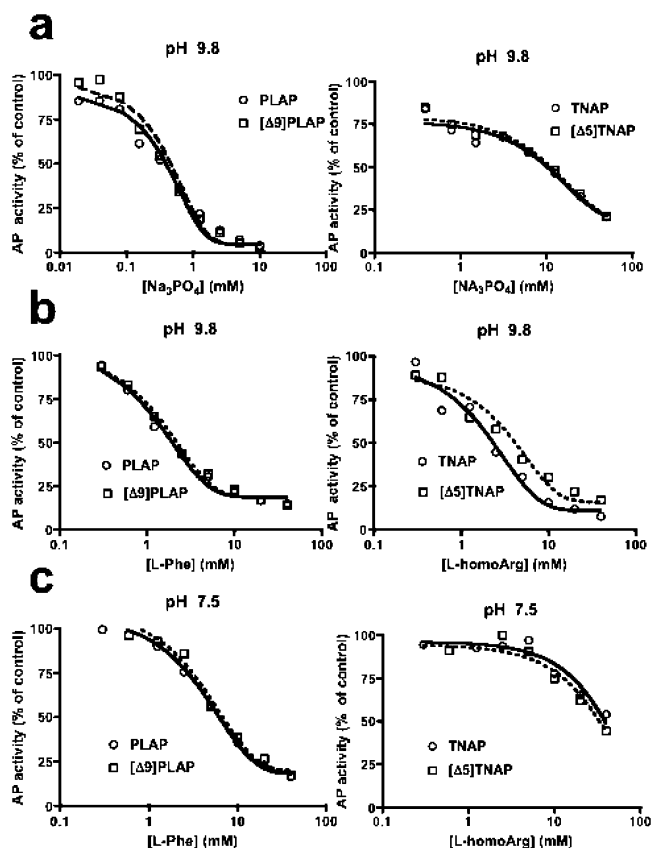 a
pH 9.8
AP activity (% of control)
100
75
50
25
0
0.01
0.1
1
10
100
[Na3PO4] (mM)
PLAP
[Δ9]PLAP
pH 9.8
AP activity (% of control)
100
75
50
25
0
0.1
1
10
100
[NA3PO4] (mM)
TNAP
[Δ5]TNAP
b
pH 9.8
AP activity (% of control)
100
75
50
25
0
0.1
1
10
100
[L-Phe] (mM)
PLAP
[Δ9]PLAP
pH 9.8
AP activity (% of control)
100
75
50
25
0
0.1
1
10
100
[L-homoArg] (mM)
TNAP
[Δ5]TNAP
c
pH 7.5
AP activity (% of control)
100
75
50
25
0
0.1
1
10
100
[L-Phe] (mM)
PLAP
[Δ9]PLAP
pH 7.5
AP activity (% of control)
100
75
50
25
0
0.1
1
10
100
[L-homoArg] (mM)
TNAP
[Δ5]TNAP